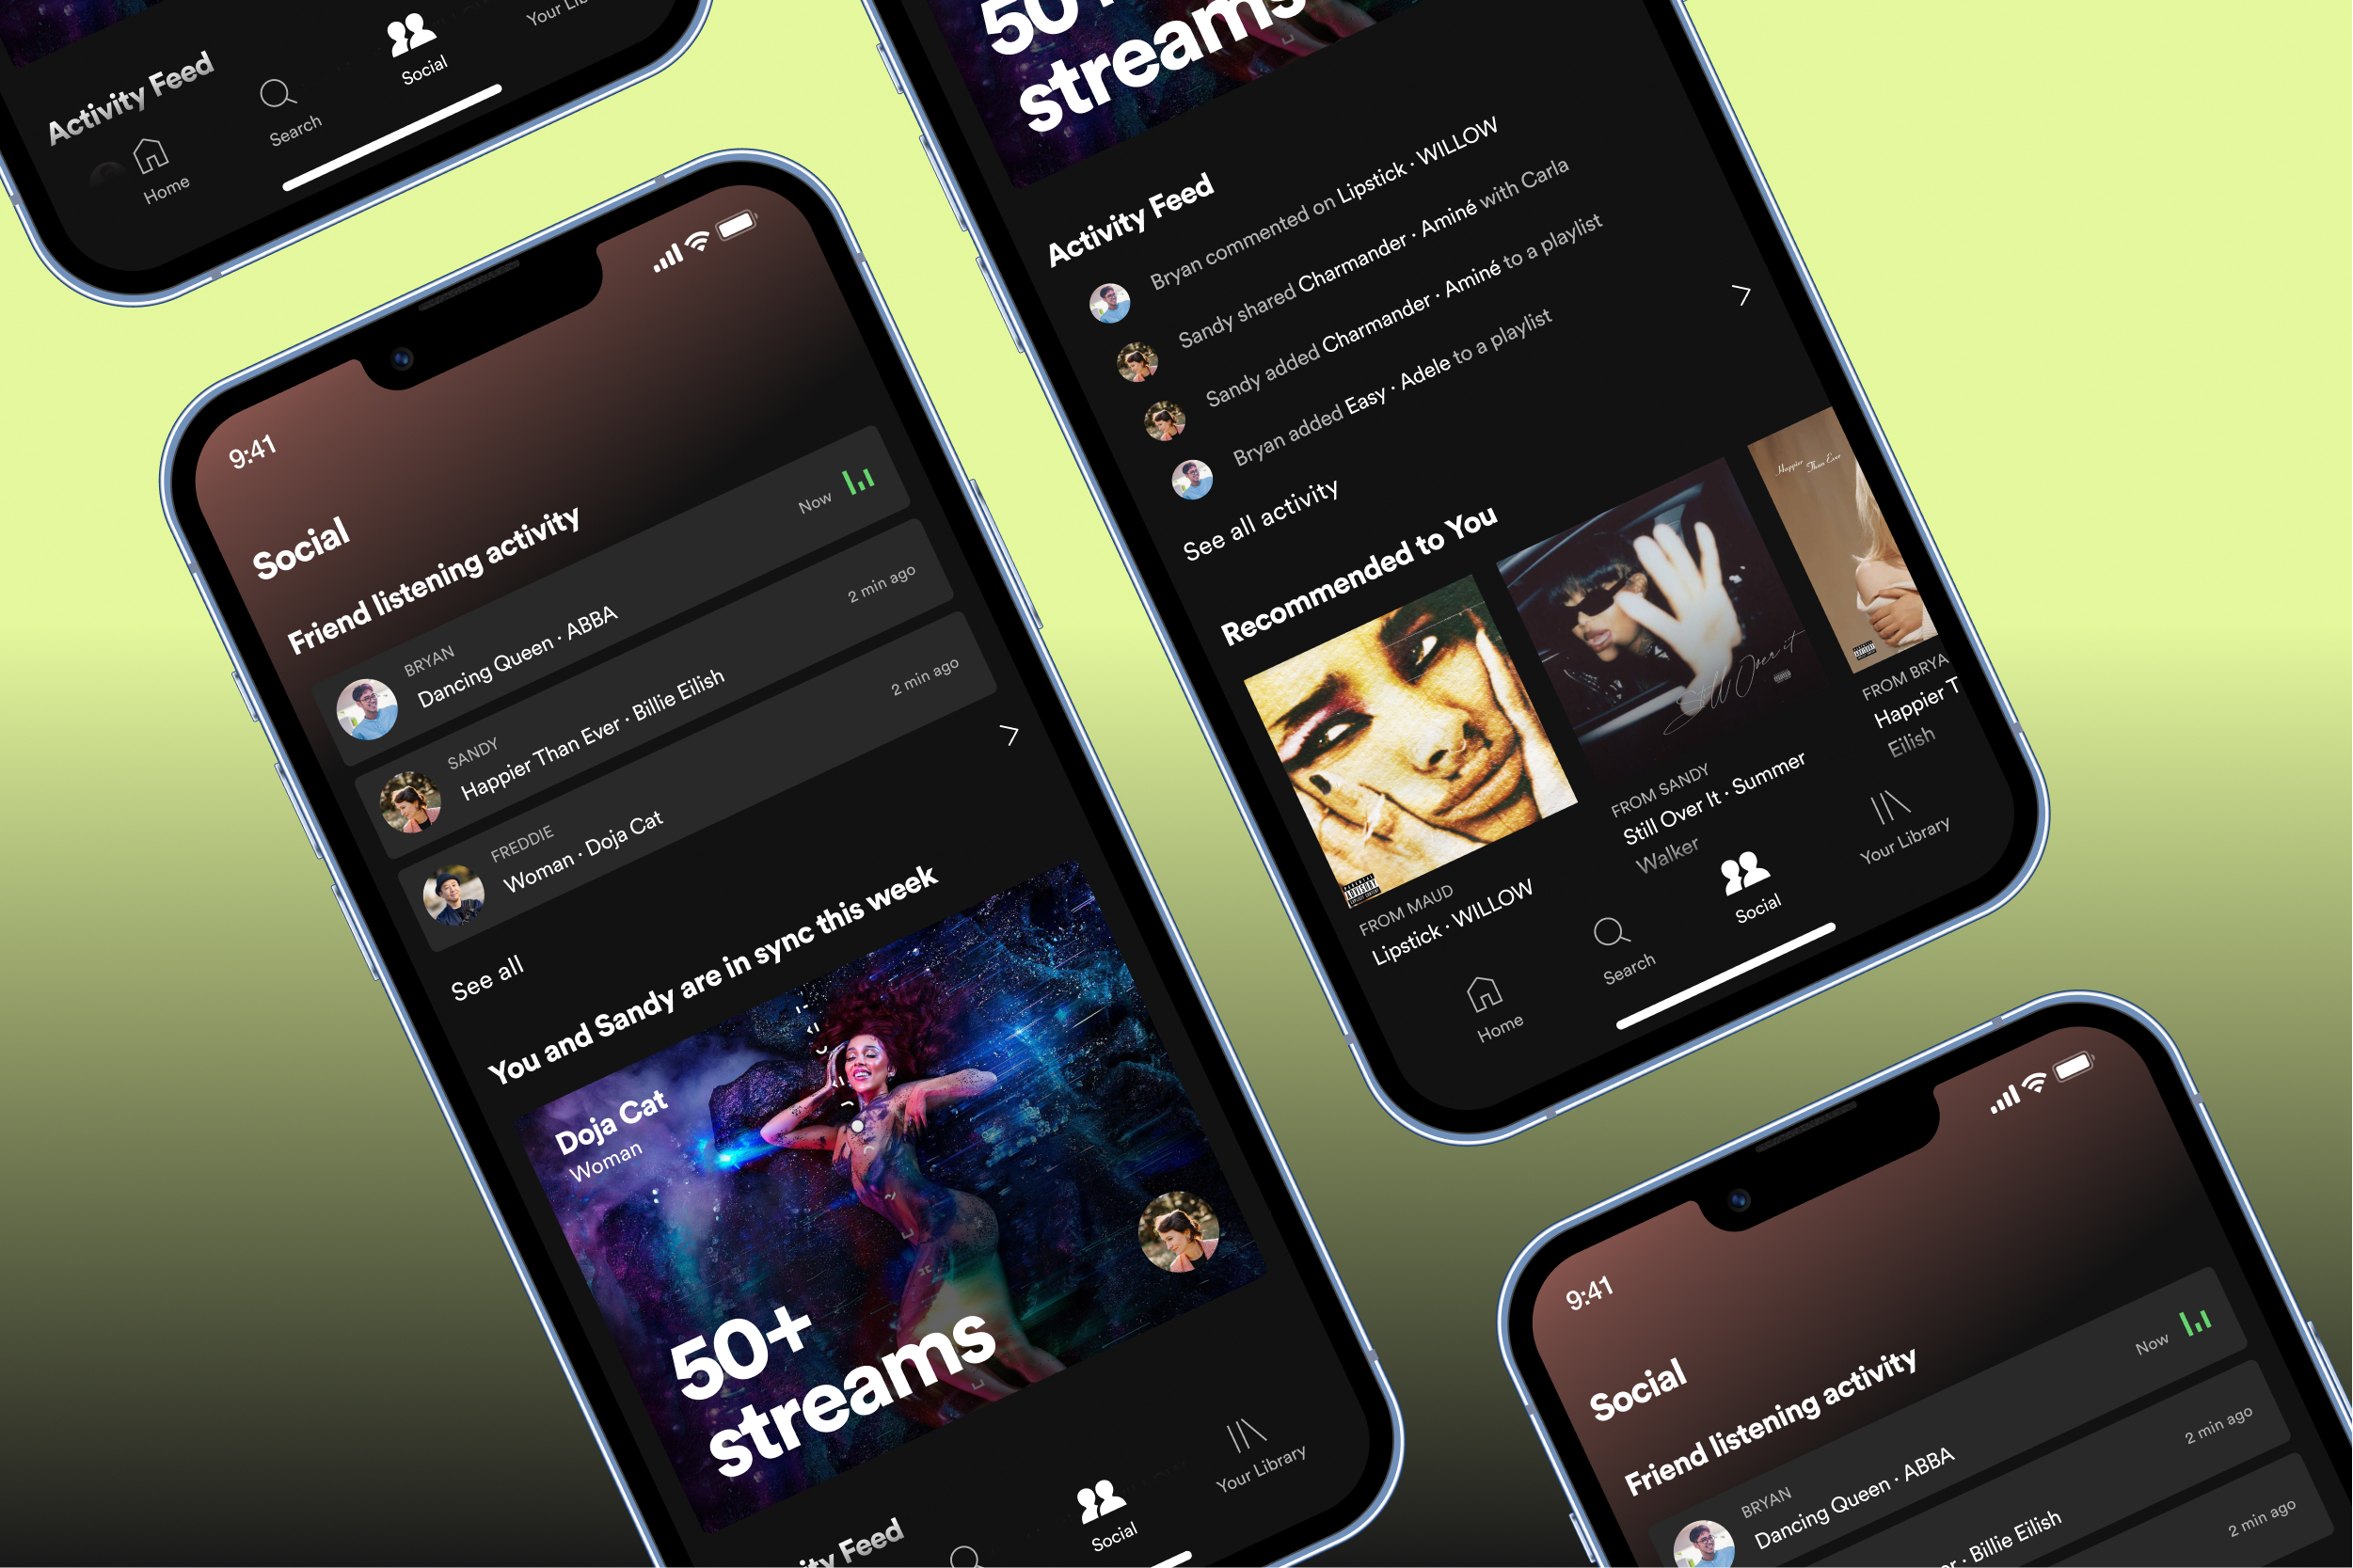 Activity Feed
Home
Search
Social
9:41
Social
Friend listening activity
BRYAN
Dancing Queen · ABBA
Now
SANDY
Happier Than Ever · Billie Eilish
2 min ago
FREDDIE
Woman · Doja Cat
2 min ago
See all
You and Sandy are in sync this week
Doja Cat
Woman
50+
streams
Feed
Social
Your Library
streams
Activity Feed
Bryan commented on Lipstick · WILLOW
Sandy shared Charmander · Aminé with Carla
Sandy added Charmander · Aminé to a playlist
Bryan added Easy · Adele to a playlist
See all activity
Recommended to You
FROM MAUD
Lipstick · WILLOW
Still Over it
FROM SANDY
Still Over It · Summer
Walker
Happier Than Ever
FROM BRYA
Happier T
Eilish
Home
Search
Social
Your Library
9:41
Social
Friend listening activity
BRYAN
Dancing Queen · ABBA
Now
· Billie Eilish
2 min ago
2 min ago